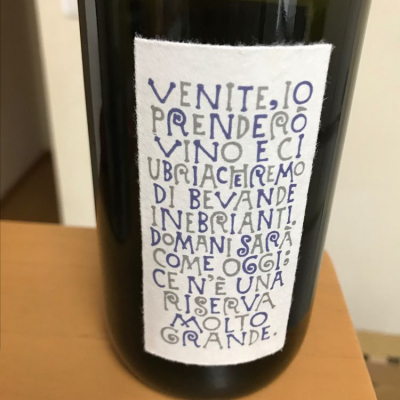 VENITE, IO
PRENDERÒ
VINO E CI
UBRIACHEREMO
DI BEVANDE
INEBRIANTI.
DOMANI SARÀ
COME OGGI;
CE N'È UNA
RISERVA
MOLTO
GRANDE.